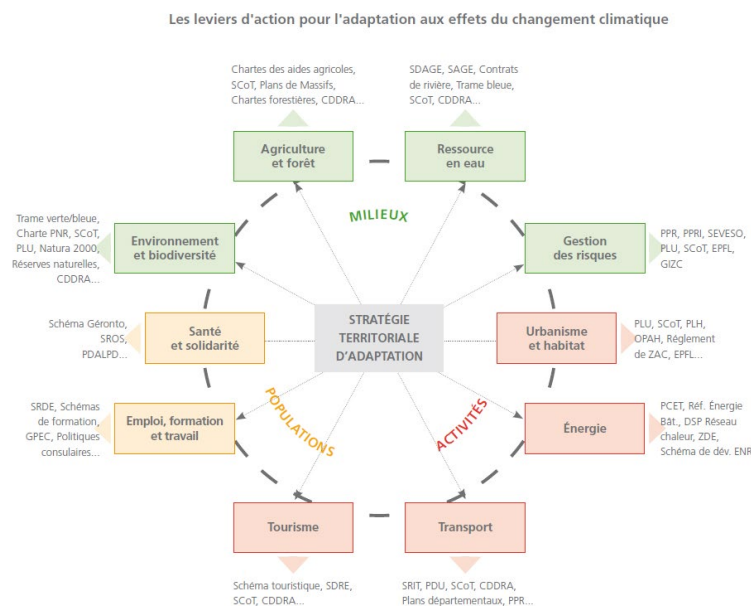 Les leviers d'action pour l'adaptation aux effets du changement climatique
Chartes des aides agricoles,
SCoT, Plans de Massifs,
Chartes forestières, CDDRA...
SDAGE, SAGE, Contrats
de rivière, Trame bleue,
SCoT, CDDRA...
Agriculture
et forêt
Ressource
en eau
MILIEUX
Trame verte/bleue,
Charte PNR, SCoT,
PLU, Natura 2000,
Réserves naturelles,
CDDRA...
Environnement
et biodiversité
Gestion
des risques
PPR, PPRI, SEVESO,
PLU, SCoT, EPFL,
GIZC
Schéma Géronto,
SROS,
PDALPD...
Santé
et solidarité
STRATÉGIE
TERRITORIALE
D'ADAPTATION
Urbanisme
et habitat
PLU, SCoT, PLH,
OPAH, Réglement
de ZAC, EPFL...
SRDE, Schémas
de formation,
GPEC, Politiques
consulaires...
Emploi, formation
et travail
POPULATIONS
ACTIVITÉS
Énergie
PCET, Réf. Énergie
Bât., DSP Réseau
chaleur, ZDE,
Schéma de dév. ENR
Tourisme
Transport
Schéma touristique, SDRE,
SCoT, CDDRA...
SRIT, PDU, SCoT, CDDRA,
Plans départementaux, PPR...